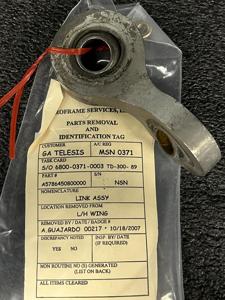 ROFRAME SERVICES, L
PARTS REMOVAL
AND
IDENTIFICATION TAG
CUSTOMER
A/C REG
GA TELESIS
MSN 0371
TASK CARD
S/O 6800-0371-0003 TD-300- 89
PART #
S/N
A5786450800000
NSN
NOMENCLATURE
LINK ASSY
LOCATION REMOVED FROM
L/H WING
REMOVED BY / DATE / BADGE #
A.GUAJARDO 00217 * 10/18/2007
DISCREPANCY NOTED
INSP. BY/ DATE
YES
NO
(IF REQUIRED)
NON ROUTINE NO (S) GENERATED
(LIST ON BACK)
ALL ITEMS CLEARED